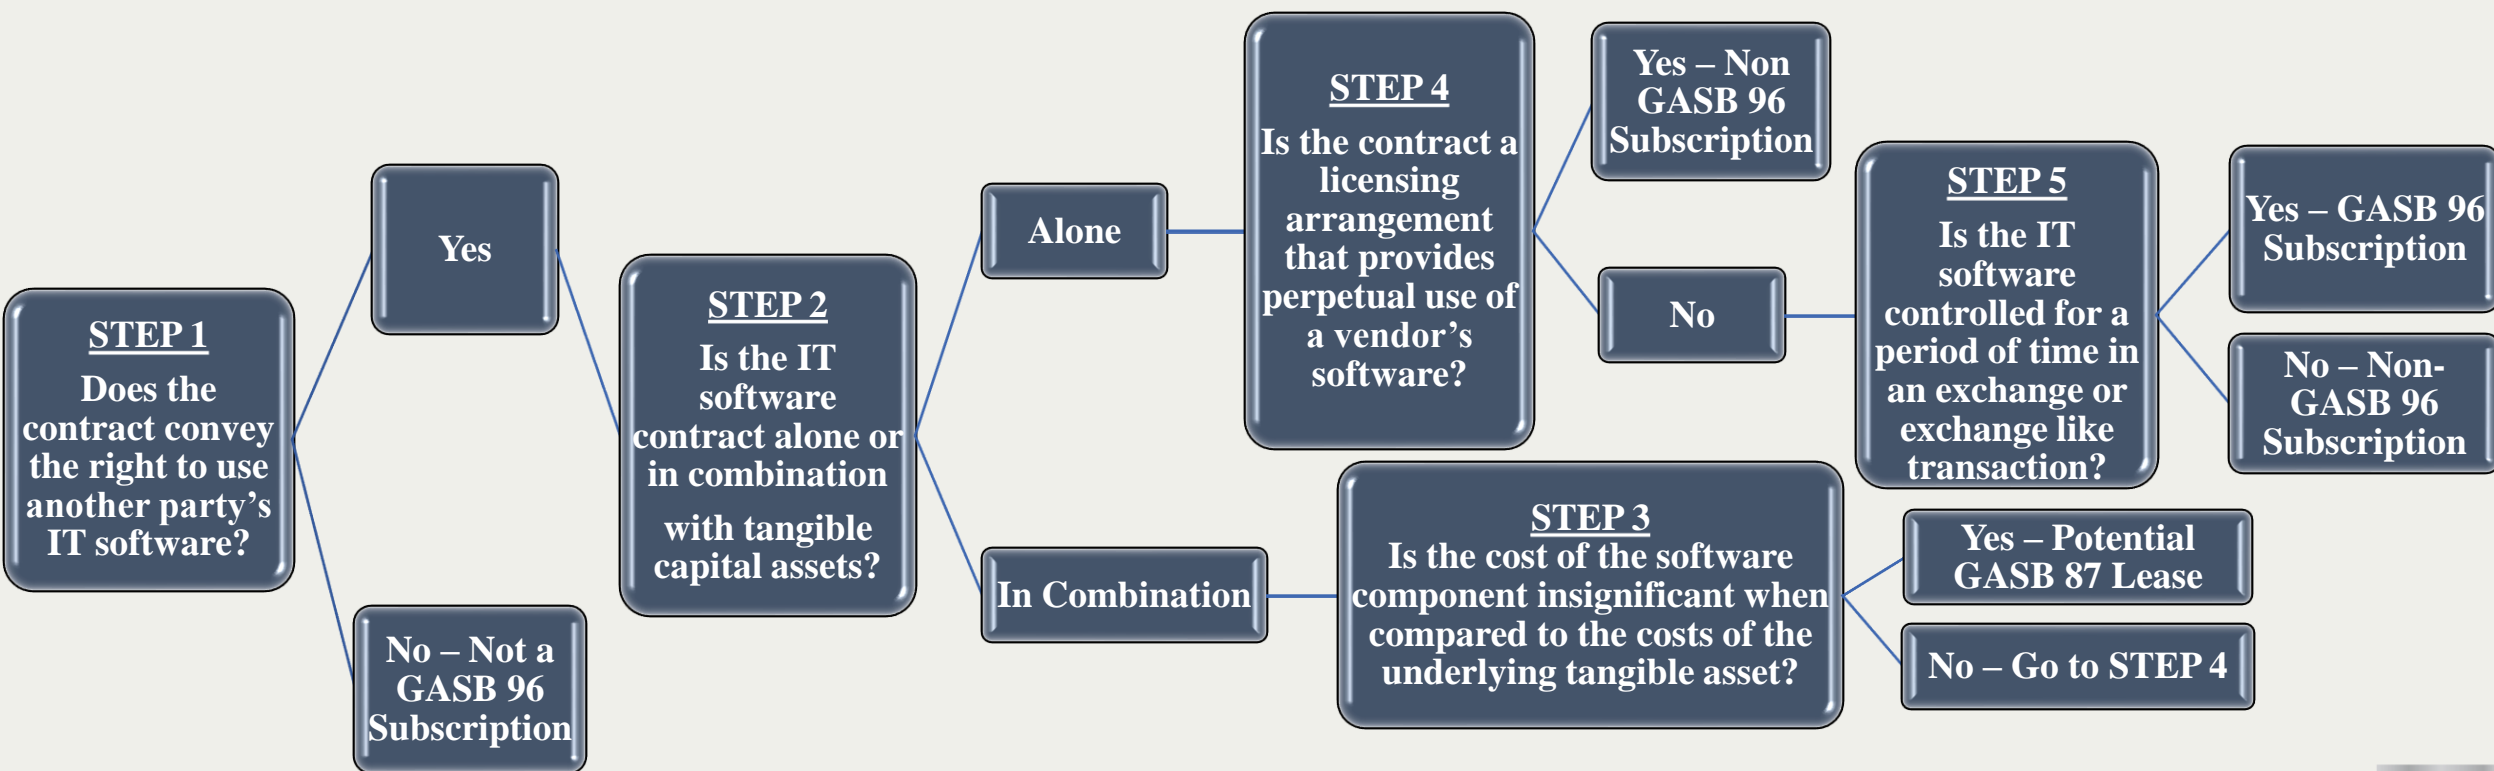 STEP 1
Does the
contract convey
the right to use
another party’s
IT software?
Yes
No – Not a
GASB 96
Subscription
STEP 2
Is the IT
software
contract alone or
in combination
with tangible
capital assets?
Alone
In Combination
STEP 4
Is the contract a
licensing
arrangement
that provides
perpetual use of
a vendor’s
software?
Yes – Non
GASB 96
Subscription
No
STEP 5
Is the IT
software
controlled for a
period of time in
an exchange or
exchange like
transaction?
Yes – GASB 96
Subscription
No – Non-
GASB 96
Subscription
STEP 3
Is the cost of the software
component insignificant when
compared to the costs of the
underlying tangible asset?
Yes – Potential
GASB 87 Lease
No – Go to STEP 4